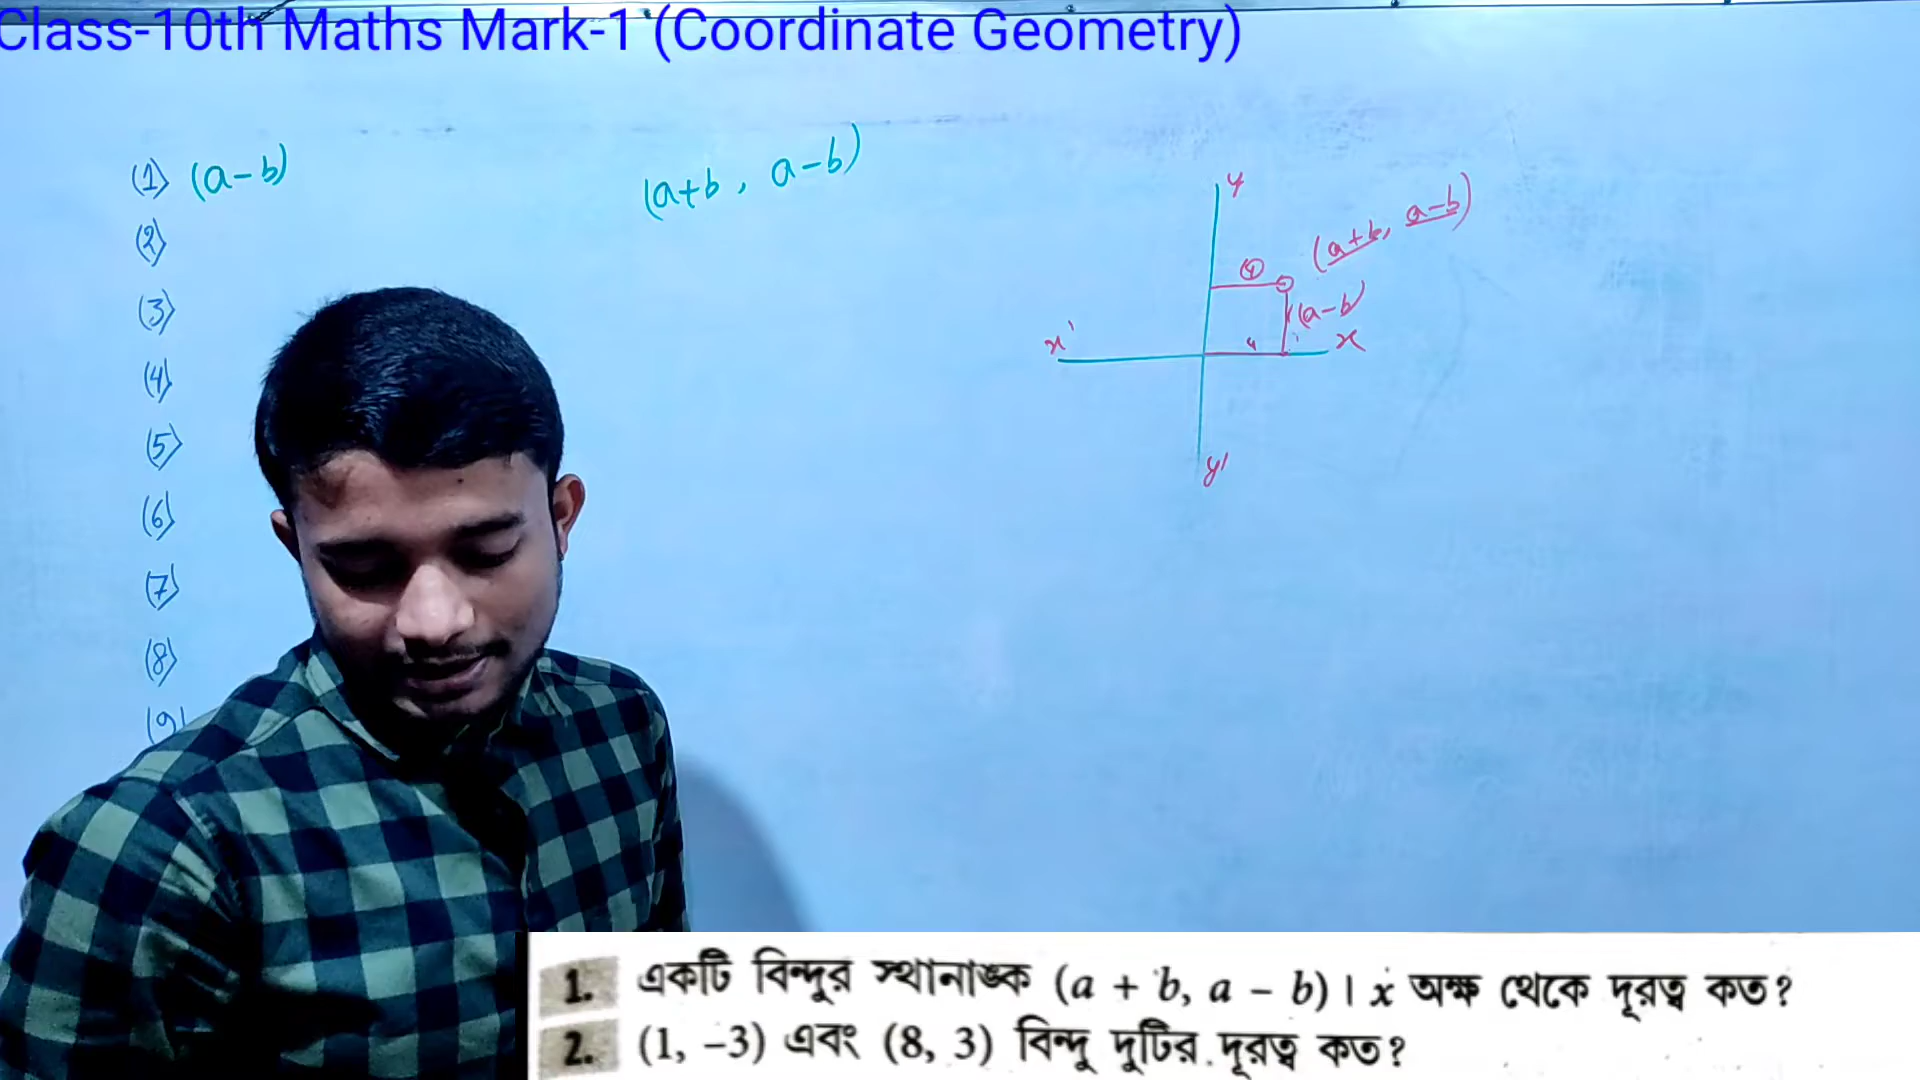 Class-10th Maths Mark-1 (Coordinate Geometry)
(1) (a-b)
(a+b, a-b)
(2)
(3)
(4)
(5)
(6)
(7)
(8)
(9)
y
(a+b, a-b)
(a-b)
x'
x
y'
1. একটি বিন্দুর স্থানাঙ্ক (a + b, a – b)। x অক্ষ থেকে দূরত্ব কত?
2. (1, –3) এবং (8, 3) বিন্দু দুটির দূরত্ব কত?